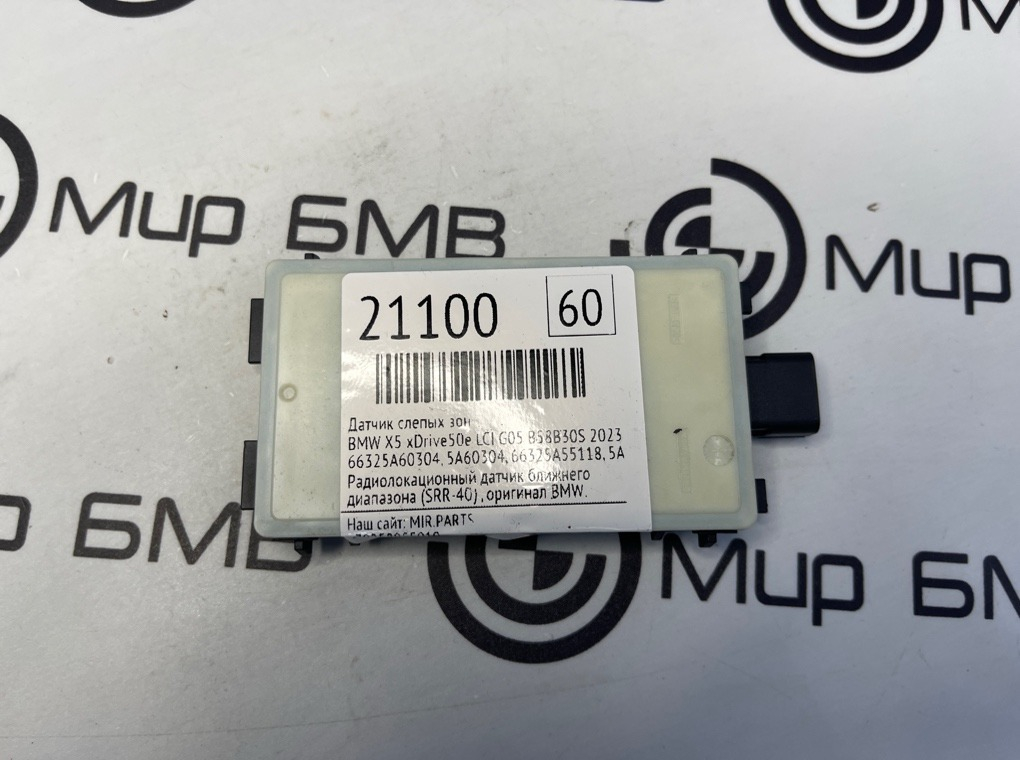 М
Мир БМВ
Мир
21100 60
Датчик слепых зон
BMW X5 xDrive50e LCI G05 B58B30S 2023
66325A60304, 5A60304, 66325A55118, 5A
Радиолокационный датчик ближнего
диапазона (SRR-40), оригинал BMW.
Наш сайт: MIR.PARTS
р БМВ
Мир БМ